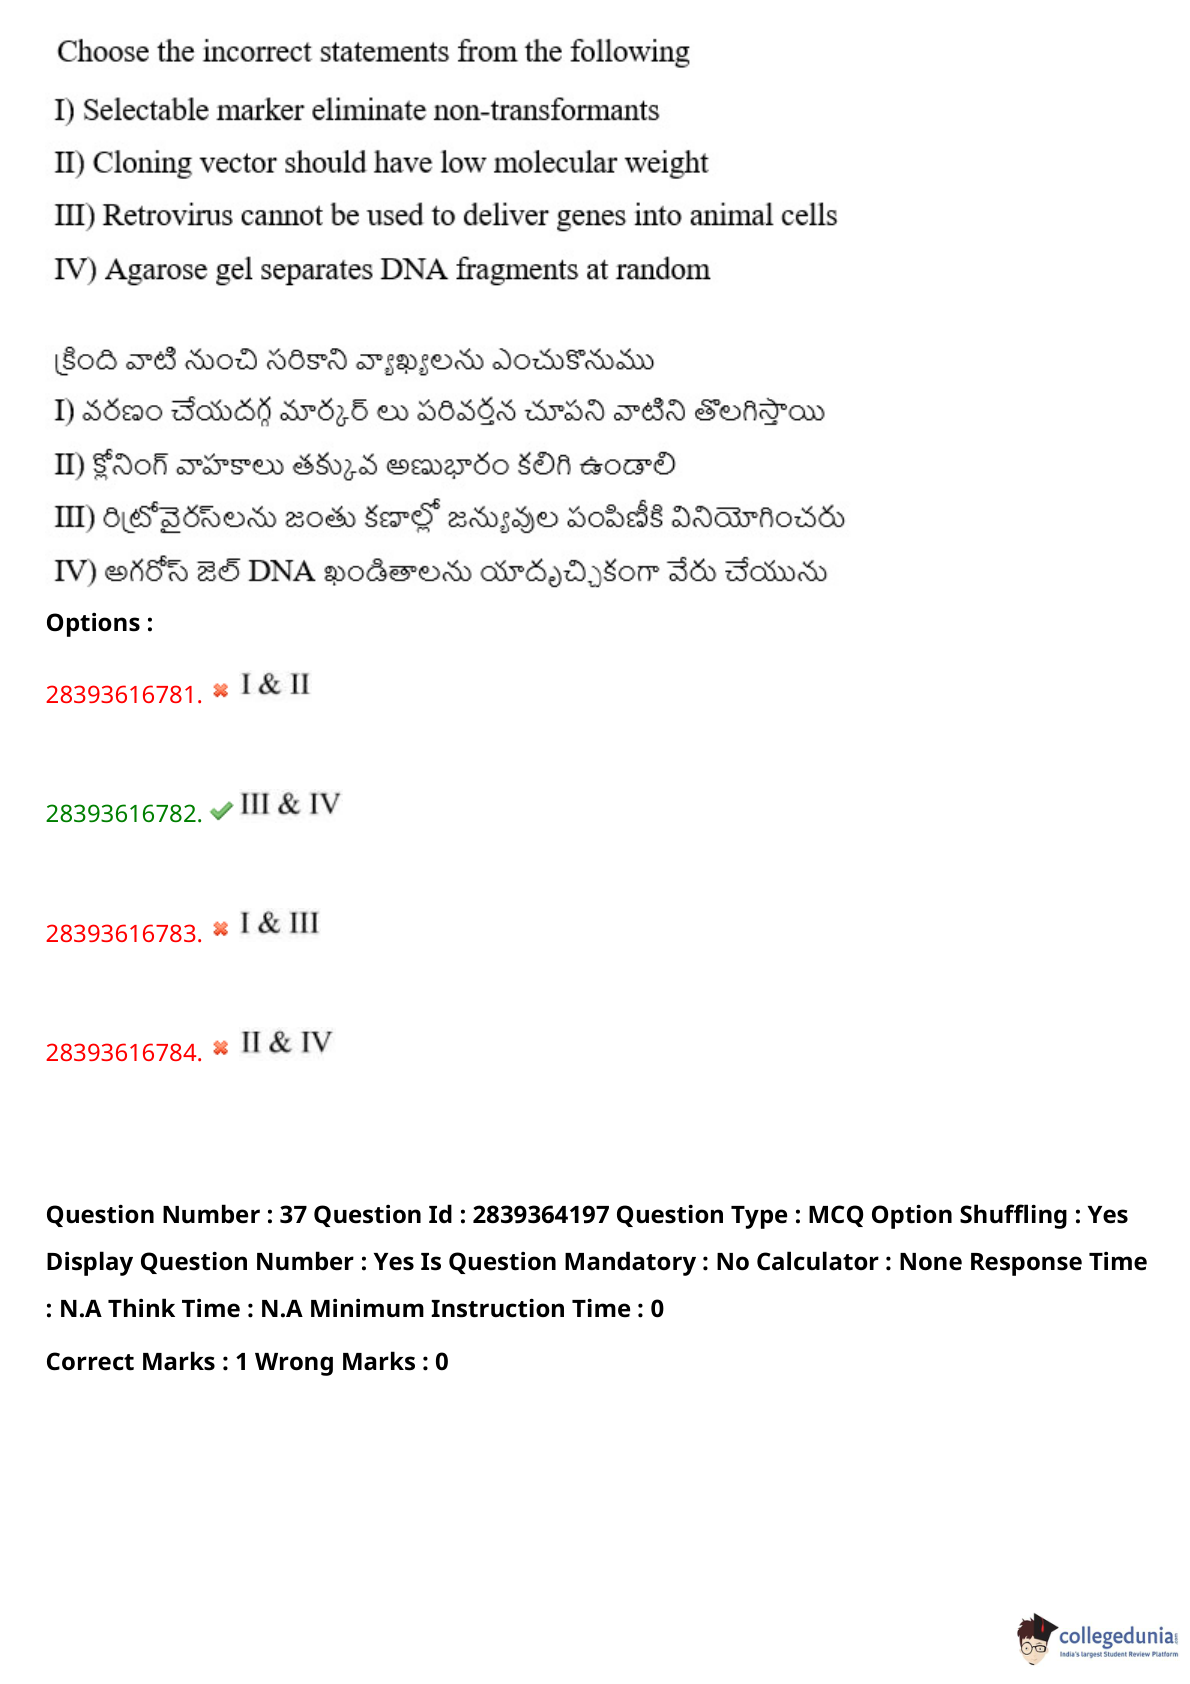 Choose the incorrect statements from the following
I) Selectable marker eliminate non-transformants
II) Cloning vector should have low molecular weight
III) Retrovirus cannot be used to deliver genes into animal cells
IV) Agarose gel separates DNA fragments at random
క్రింది వాటి నుంచి సరికాని వ్యాఖ్యలను ఎంచుకొనుము
I) వరణం చేయదగ్గ మార్కర్ లు పరివర్తన చూపని వాటిని తొలగిస్తాయి
II) క్లోనింగ్ వాహకాలు తక్కువ అణుభారం కలిగి ఉండాలి
III) రిట్రోవైరస్‌లను జంతు కణాల్లో జన్యువుల పంపిణీకి వినియోగించరు
IV) అగరోస్ జెల్ DNA ఖండితాలను యాదృచ్చికంగా వేరు చేయును
Options :
28393616781. I & II
28393616782. III & IV
28393616783. I & III
28393616784. II & IV
Question Number : 37 Question Id : 2839364197 Question Type : MCQ Option Shuffling : Yes
Display Question Number : Yes Is Question Mandatory : No Calculator : None Response Time
: N.A Think Time : N.A Minimum Instruction Time : 0
Correct Marks : 1 Wrong Marks : 0
collegedunia
India's largest Student Review Platform